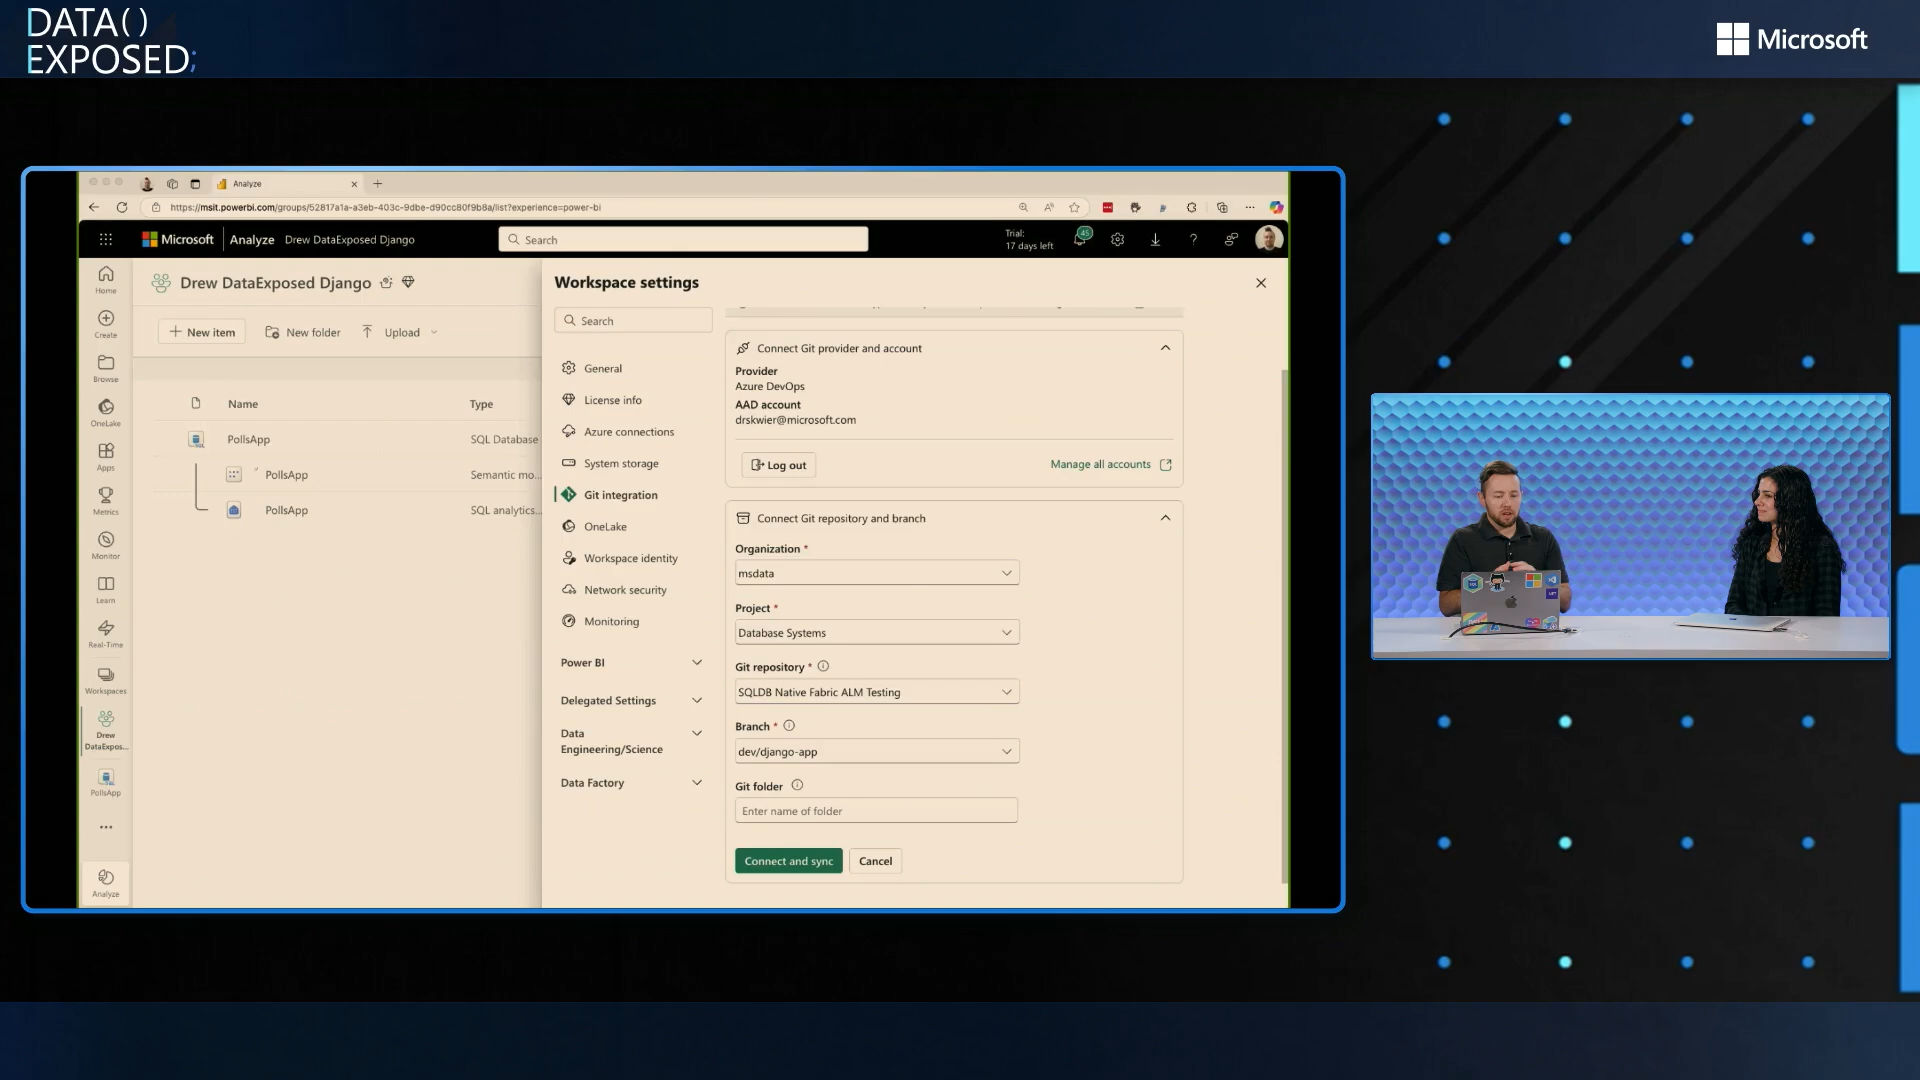 DATA()
EXPOSED;
Microsoft
Analyze
https://msit.powerbi.com/groups/52817a1a-a3eb-403c-9dbe-d90cc80f9b8a/list?experience=power-bi
Microsoft
Analyze
Drew DataExposed Django
Search
Trial:
17 days left
45
Home
Create
Browse
OneLake
Apps
Metrics
Monitor
Learn
Real-Time
Workspaces
Drew
DataExpos...
PollsApp
Analyze
Drew DataExposed Django
New item
New folder
Upload
Name
Type
PollsApp
SQL Database
PollsApp
Semantic mo...
PollsApp
SQL analytics...
Workspace settings
Search
General
License info
Azure connections
System storage
Git integration
OneLake
Workspace identity
Network security
Monitoring
Power BI
Delegated Settings
Data
Engineering/Science
Data Factory
Connect Git provider and account
Provider
Azure DevOps
AAD account
drskwier@microsoft.com
Log out
Manage all accounts
Connect Git repository and branch
Organization *
msdata
Project *
Database Systems
Git repository *
SQLDB Native Fabric ALM Testing
Branch *
dev/django-app
Git folder
Enter name of folder
Connect and sync
Cancel